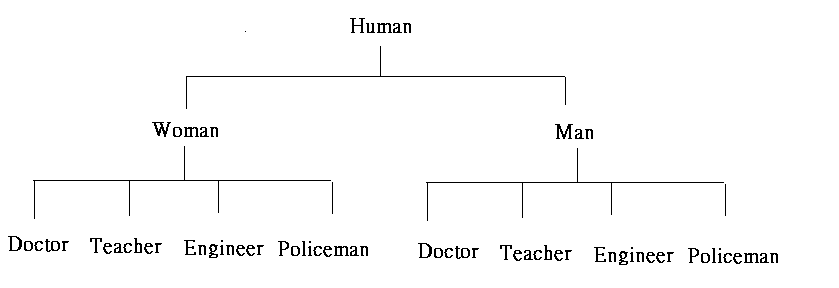 Human
Woman Man
Doctor Teacher Engineer Policeman Doctor Teacher Engineer Policeman